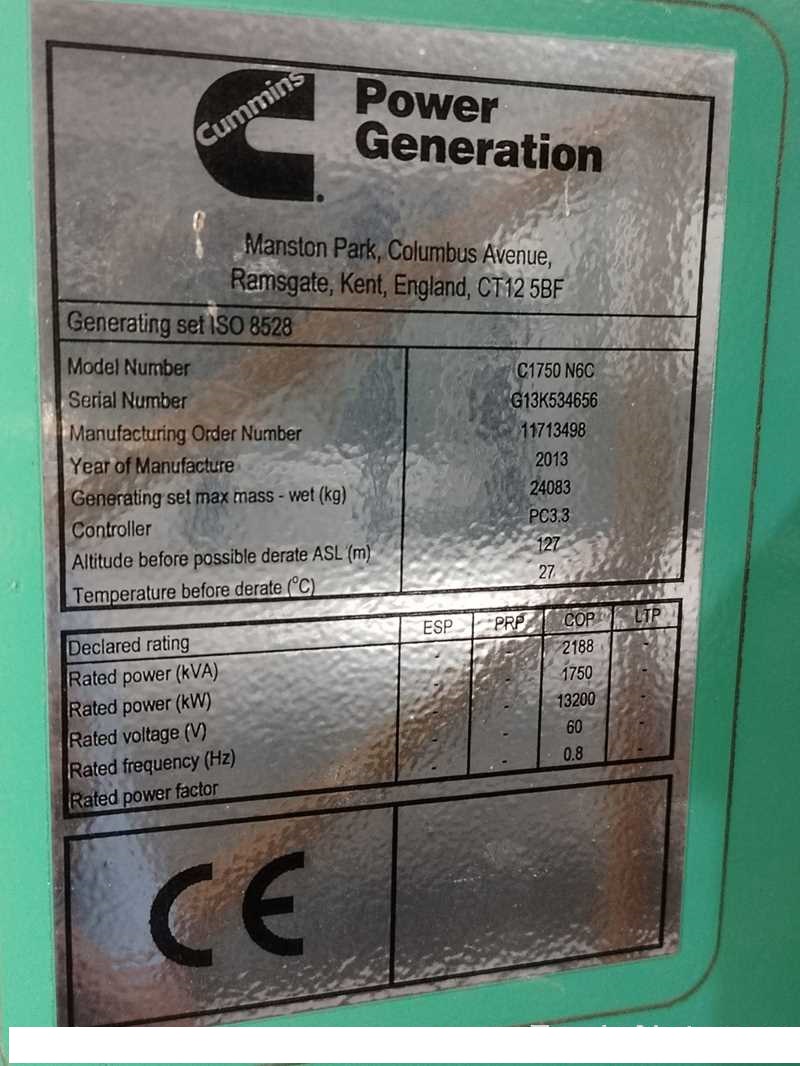 Cummins
Power
Generation
Manston Park, Columbus Avenue,
Ramsgate, Kent, England, CT12 5BF
Generating set ISO 8528
Model Number C1750 N6C
Serial Number G13K534656
Manufacturing Order Number 11713498
Year of Manufacture 2013
Generating set max mass - wet (kg) 24083
Controller PC3.3
Altitude before possible derate ASL (m) 127
Temperature before derate (°C) 27
Declared rating ESP PRP COP LTP
Rated power (kVA) - - 2188 -
Rated power (kW) - - 1750 -
Rated voltage (V) - - 13200 -
Rated frequency (Hz) - - 60 -
Rated power factor - - 0.8 -
CE